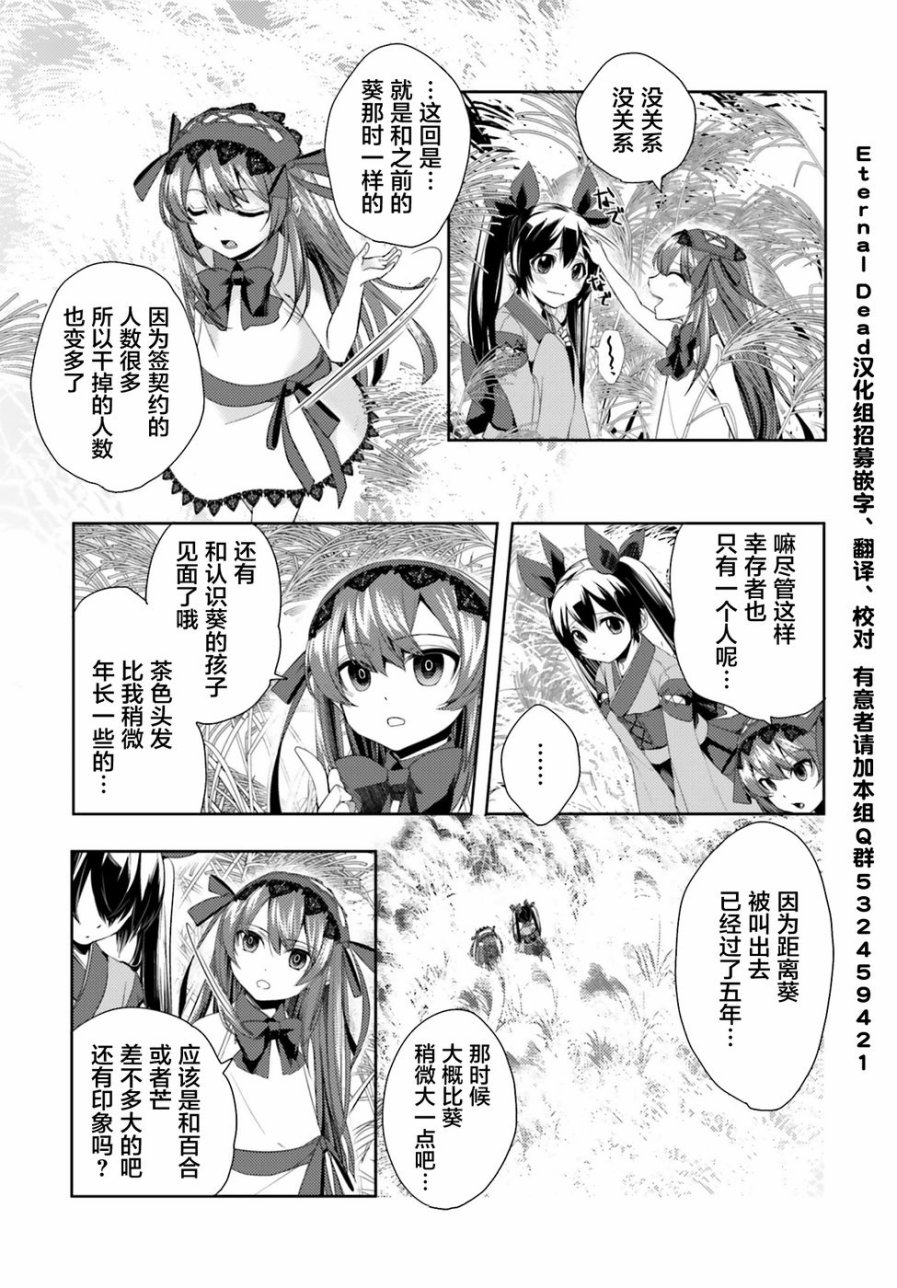 没关系
没关系
なで
なで
…这回是
就是和之前的
葵那时一样的
因为签契约的
人数很多
所以干掉的人数
也变多了
嘛尽管这样
幸存者也
只有一个人呢…
……
还有
和认识葵的孩子
见面了哦
茶色头发
比我稍微
年长一些的…
因为距离葵
被叫出去
已经过了五年…
那时候
大概比葵
稍微大一点吧…
应该是和百合
或者芒
差不多大的吧
还有印象吗？
Eternal Dead汉化组招募嵌字、翻译、校对 有意者请加本组Q群532459421